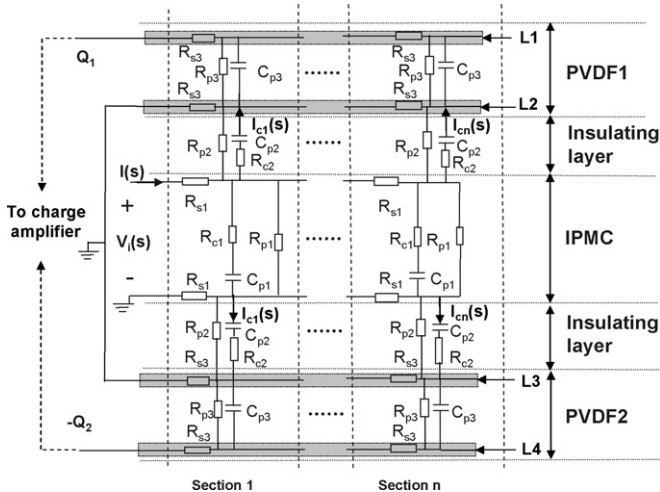 L1
Q1
Rs3
Rs3
Rp3
Cp3
......
Rp3
Cp3
PVDF1
Rs3
Rs3
L2
Ic1(s)
Icn(s)
Rp2
Cp2
Rc2
......
Rp2
Cp2
Rc2
Insulating
layer
I(s)
+
Rs1
Rs1
To charge
amplifier
Vi(s)
Rc1
Rp1
......
Rc1
Rp1
IPMC
-
Rs1
Cp1
Rs1
Cp1
Ic1(s)
Icn(s)
Rp2
Cp2
Rc2
......
Rp2
Cp2
Rc2
Insulating
layer
Rs3
Rs3
L3
-Q2
Rp3
Cp3
......
Rp3
Cp3
PVDF2
Rs3
Rs3
L4
Section 1
Section n